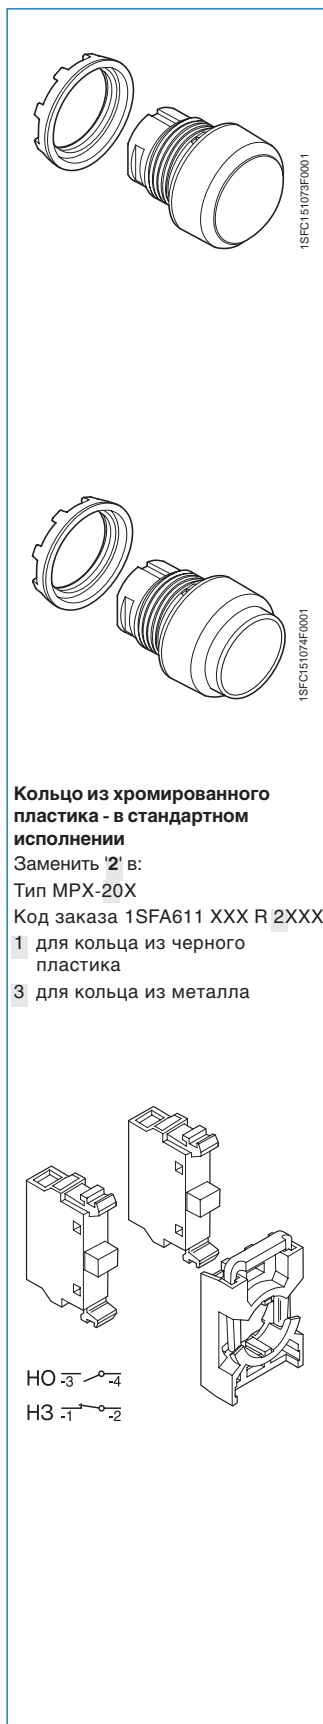 1SFC151073F0001
1SFC151074F0001
Кольцо из хромированного
пластика - в стандартном
исполнении
Заменить '2' в:
Тип MPX-20X
Код заказа 1SFA611 XXX R 2XXX
1 для кольца из черного
пластика
3 для кольца из металла
НО -3 -4
НЗ -1 -2